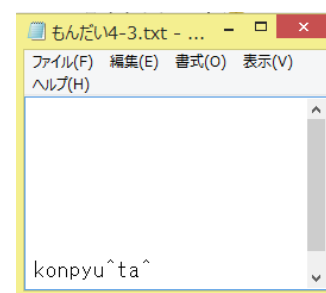 もんだい4-3.txt - ...
ファイル(F) 編集(E) 書式(O) 表示(V)
ヘルプ(H)
konpyu^ta^